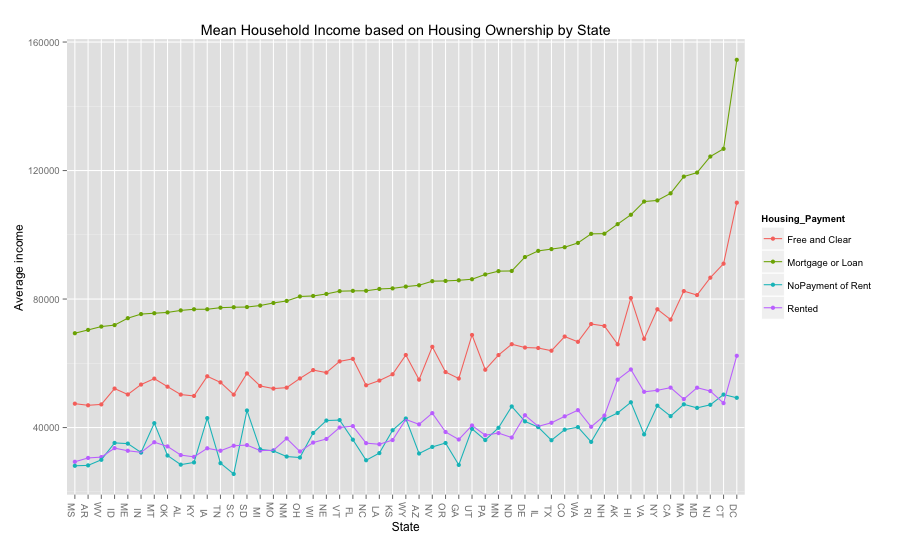 Mean Household Income based on Housing Ownership by State
160000
120000
80000
40000
Average income
MS AR WV ID ME IN MT OK AL KY IA TN SC SD MI MO NM OH WI NE VT FL NC LA KS WY AZ NV OR GA UT PA MN ND DE IL TX CO WA RI NH AK HI VA NY CA MA MD NJ CT DC
State
Housing_Payment
Free and Clear
Mortgage or Loan
NoPayment of Rent
Rented